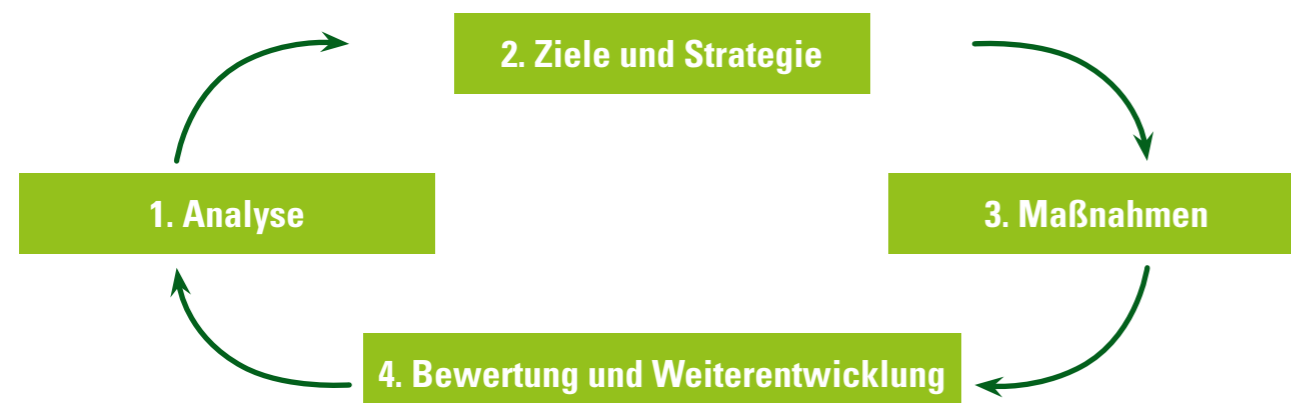 2. Ziele und Strategie
1. Analyse
3. Maßnahmen
4. Bewertung und Weiterentwicklung